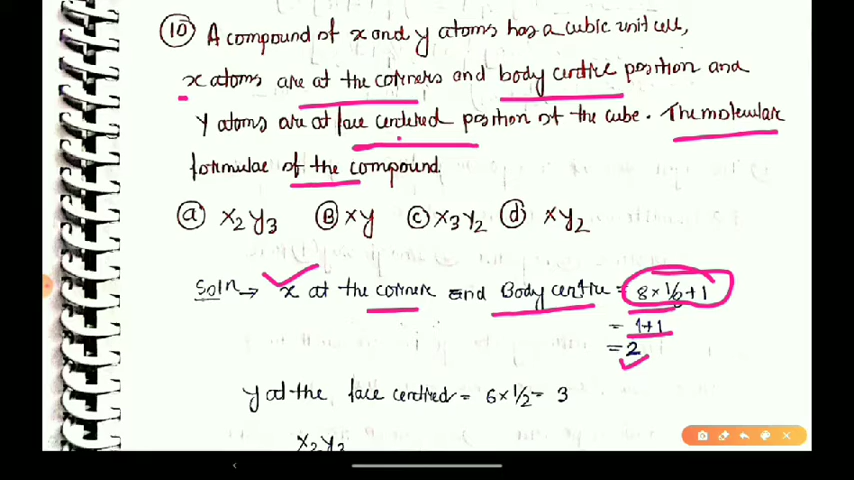 10 A compound of x and y atoms has a cubic unit cell,
x atoms are at the corners and body centre position and
Y atoms are at face centered position of the cube. The molecular
formulae of the compound.
a X2Y3 B XY C X3Y2 d XY2
Soln → x at the corner and Body centre = 8 × 1/8 + 1
= 1+1
= 2
y at the face centred = 6 × 1/2 = 3
X2Y3